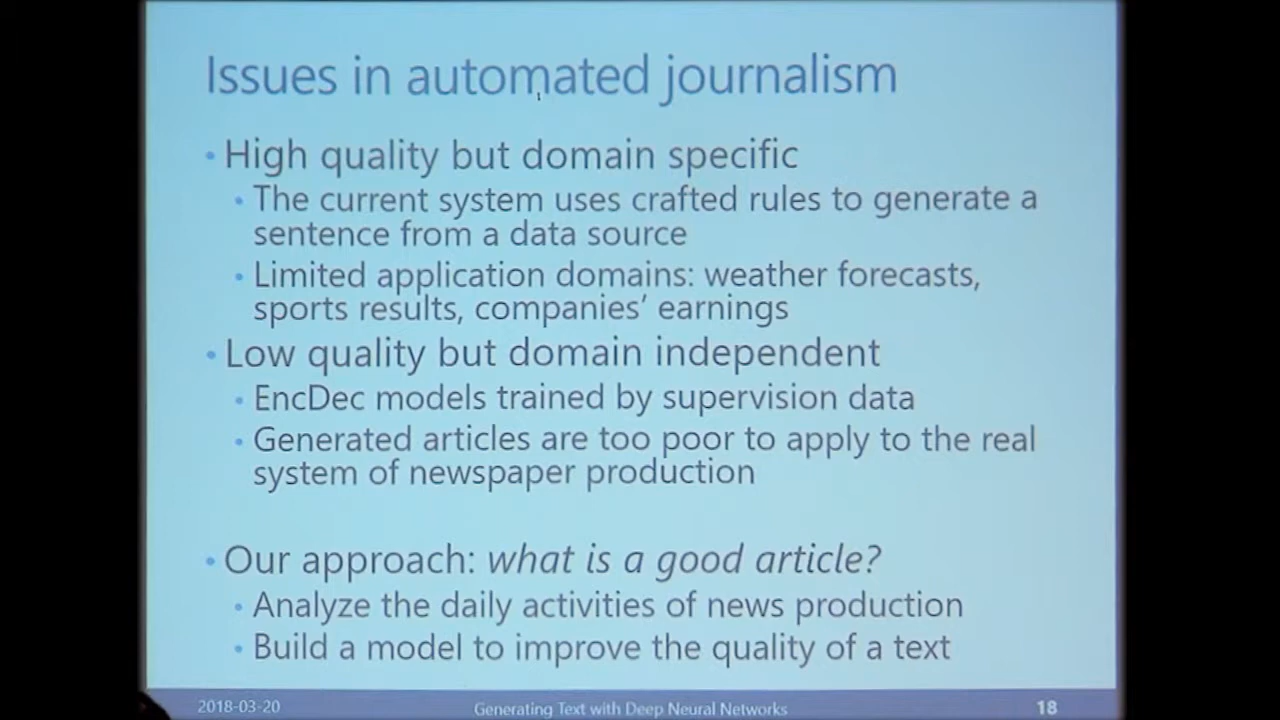 Issues in automated journalism
• High quality but domain specific
• The current system uses crafted rules to generate a
sentence from a data source
• Limited application domains: weather forecasts,
sports results, companies’ earnings
• Low quality but domain independent
• EncDec models trained by supervision data
• Generated articles are too poor to apply to the real
system of newspaper production
• Our approach: what is a good article?
• Analyze the daily activities of news production
• Build a model to improve the quality of a text
2018-03-20
Generating Text with Deep Neural Networks
18